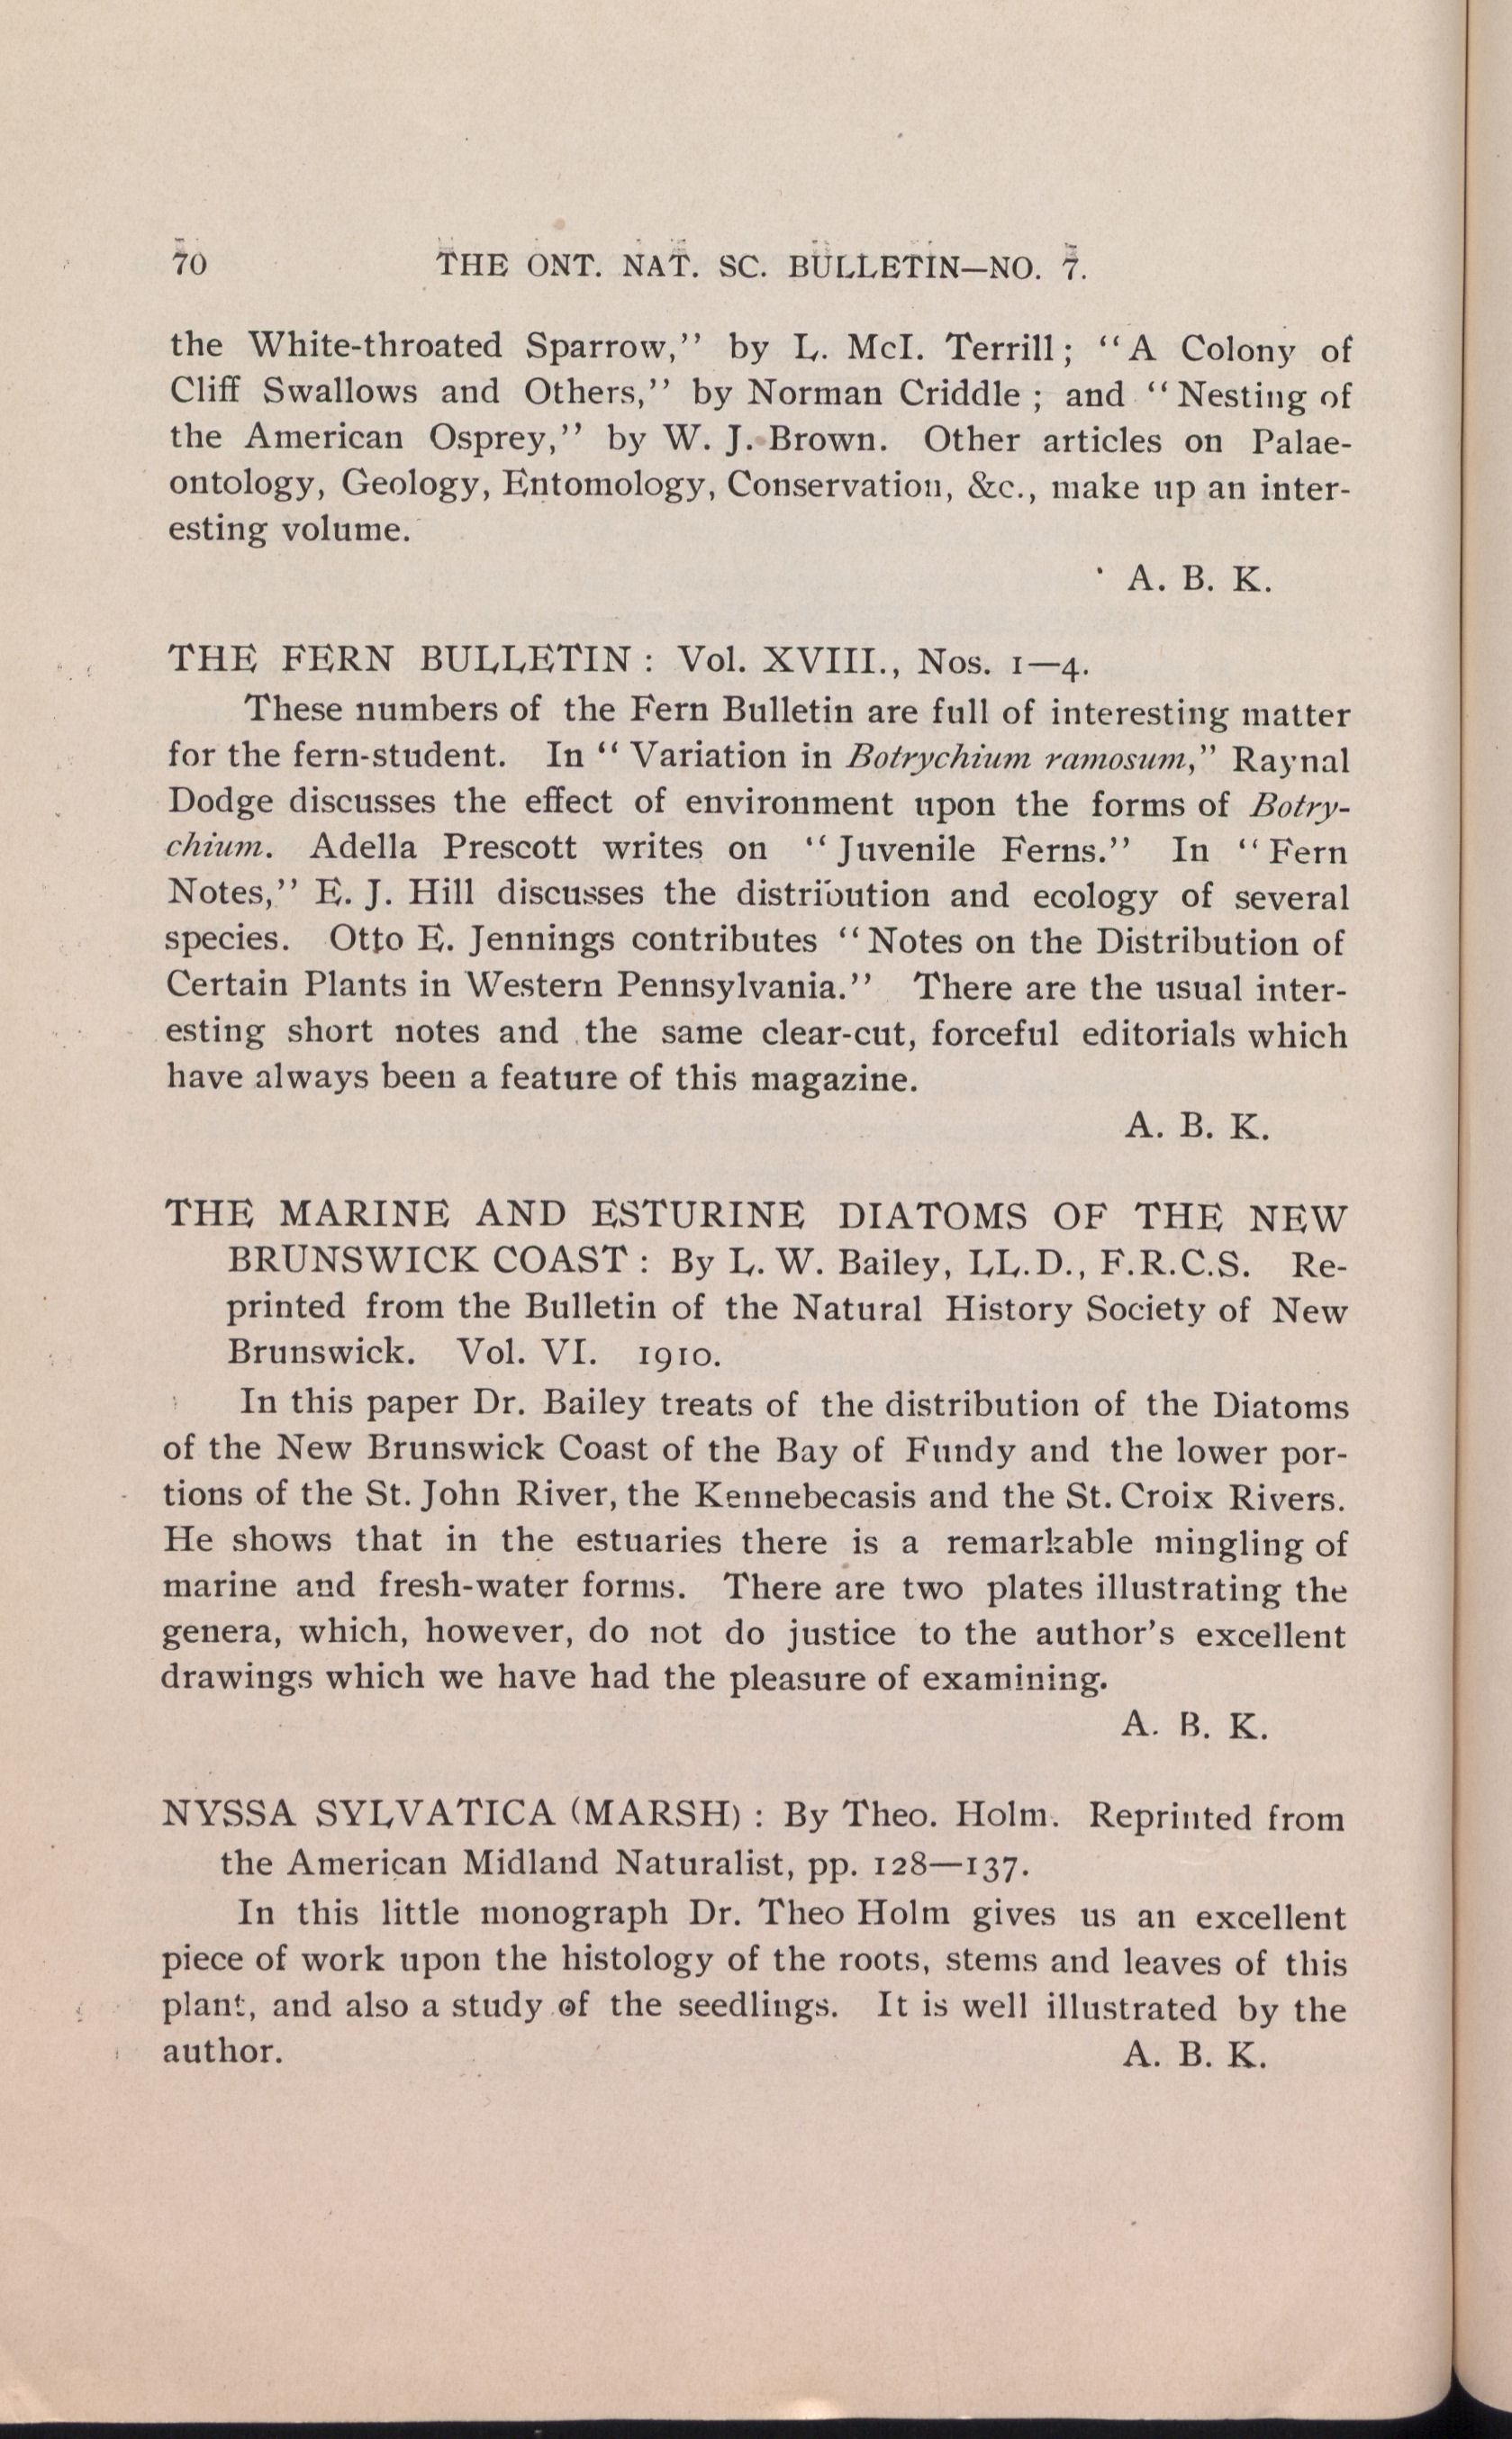 70 THE ONT. NAT. SC. BULLETIN—NO. 7.
the White-throated Sparrow,” by L. McI. Terrill; “A Colony of
Cliff Swallows and Others,” by Norman Criddle; and “Nesting of
the American Osprey,” by W. J. Brown. Other articles on Palae-
ontology, Geology, Entomology, Conservation, &c., make up an inter-
esting volume.
A. B. K.
THE FERN BULLETIN: Vol. XVIII., Nos. 1—4.
These numbers of the Fern Bulletin are full of interesting matter
for the fern-student. In “Variation in Botrychium ramosum,” Raynal
Dodge discusses the effect of environment upon the forms of Botry-
chium. Adella Prescott writes on “Juvenile Ferns.” In “Fern
Notes,” E. J. Hill discusses the distribution and ecology of several
species. Otto E. Jennings contributes “Notes on the Distribution of
Certain Plants in Western Pennsylvania.” There are the usual inter-
esting short notes and the same clear-cut, forceful editorials which
have always been a feature of this magazine.
A. B. K.
THE MARINE AND ESTURINE DIATOMS OF THE NEW
BRUNSWICK COAST: By L. W. Bailey, LL.D., F.R.C.S. Re-
printed from the Bulletin of the Natural History Society of New
Brunswick. Vol. VI. 1910.
In this paper Dr. Bailey treats of the distribution of the Diatoms
of the New Brunswick Coast of the Bay of Fundy and the lower por-
tions of the St. John River, the Kennebecasis and the St. Croix Rivers.
He shows that in the estuaries there is a remarkable mingling of
marine and fresh-water forms. There are two plates illustrating the
genera, which, however, do not do justice to the author’s excellent
drawings which we have had the pleasure of examining.
A. B. K.
NYSSA SYLVATICA (MARSH): By Theo. Holm. Reprinted from
the American Midland Naturalist, pp. 128—137.
In this little monograph Dr. Theo Holm gives us an excellent
piece of work upon the histology of the roots, stems and leaves of this
plant, and also a study of the seedlings. It is well illustrated by the
author. A. B. K.